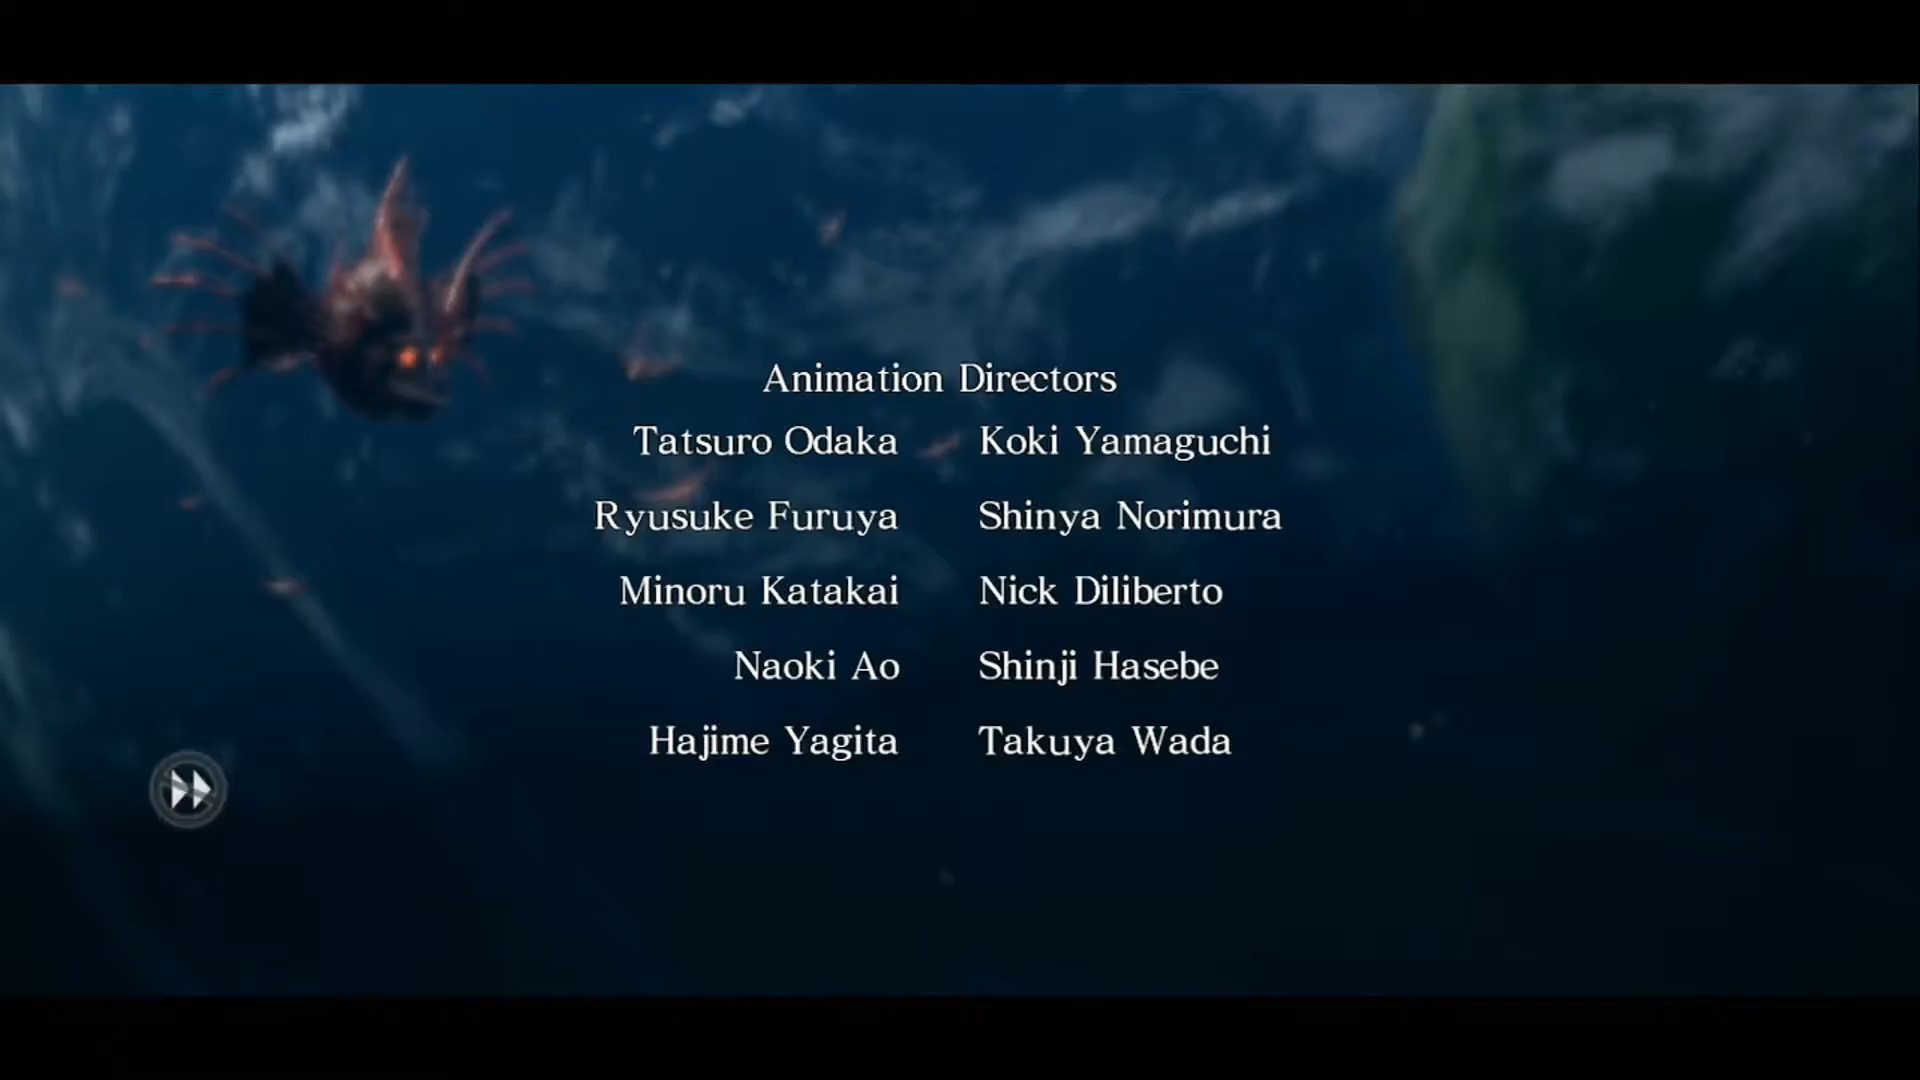 Animation Directors
Tatsuro Odaka Koki Yamaguchi
Ryusuke Furuya Shinya Norimura
Minoru Katakai Nick Diliberto
Naoki Ao Shinji Hasebe
Hajime Yagita Takuya Wada